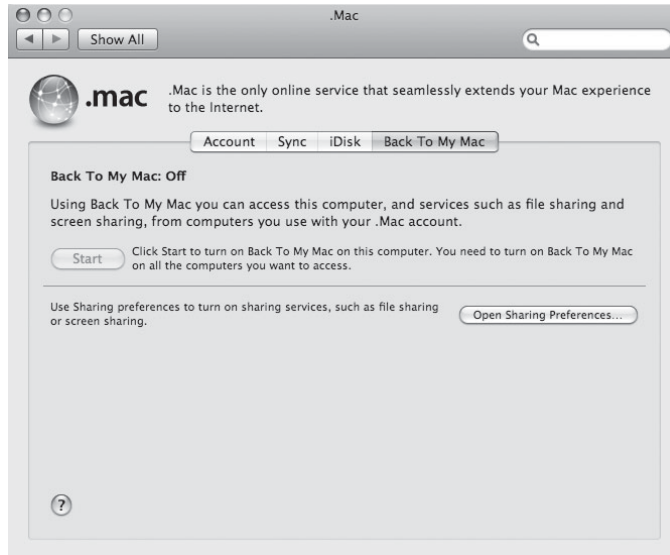 .Mac
Show All
.mac
.Mac is the only online service that seamlessly extends your Mac experience
to the Internet.
Account Sync iDisk Back To My Mac
Back To My Mac: Off
Using Back To My Mac you can access this computer, and services such as file sharing and
screen sharing, from computers you use with your .Mac account.
Start
Click Start to turn on Back To My Mac on this computer. You need to turn on Back To My Mac
on all the computers you want to access.
Use Sharing preferences to turn on sharing services, such as file sharing
or screen sharing.
Open Sharing Preferences...
?